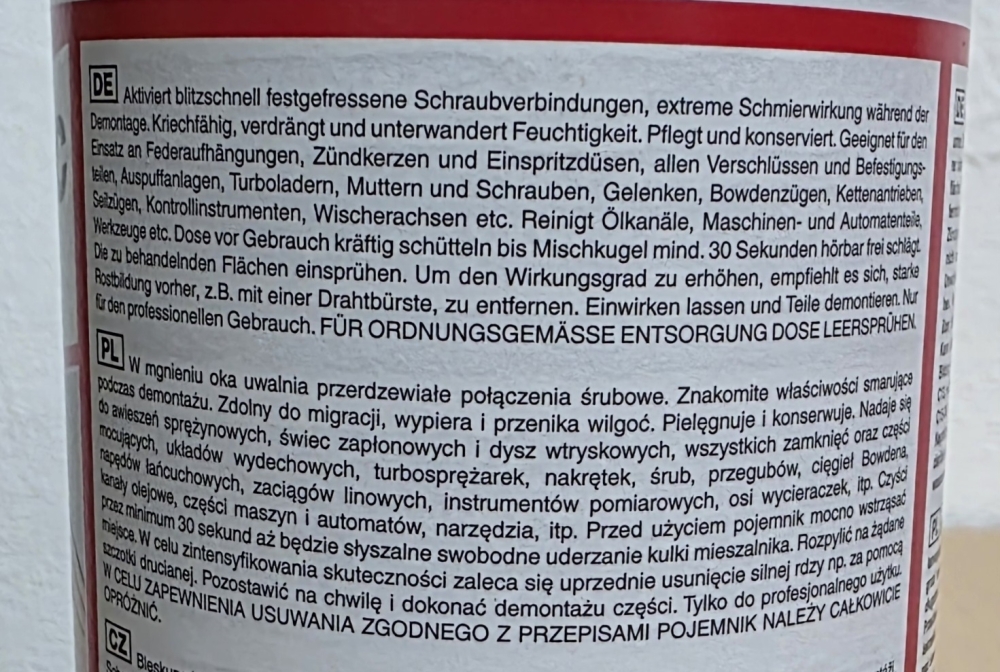 DE Aktiviert blitzschnell festgefressene Schraubverbindungen, extreme Schmierwirkung während der
Demontage. Kriechfähig, verdrängt und unterwandert Feuchtigkeit. Pflegt und konserviert. Geeignet für den
Einsatz an Federaufhängungen, Zündkerzen und Einspritzdüsen, allen Verschlüssen und Befestigungs-
teilen, Auspuffanlagen, Turboladern, Muttern und Schrauben, Gelenken, Bowdenzügen, Kettenantrieben,
Seilzügen, Kontrollinstrumenten, Wischerachsen etc. Reinigt Ölkanäle, Maschinen- und Automatenteile,
Werkzeuge etc. Dose vor Gebrauch kräftig schütteln bis Mischkugel mind. 30 Sekunden hörbar frei schlägt.
Die zu behandelnden Flächen einsprühen. Um den Wirkungsgrad zu erhöhen, empfiehlt es sich, starke
Rostbildung vorher, z.B. mit einer Drahtbürste, zu entfernen. Einwirken lassen und Teile demontieren. Nur
für den professionellen Gebrauch. FÜR ORDNUNGSGEMÄSSE ENTSORGUNG DOSE LEERSPRÜHEN.
PL W mgnieniu oka uwalnia przerdzewiałe połączenia śrubowe. Znakomite właściwości smarujące
podczas demontażu. Zdolny do migracji, wypiera i przenika wilgoć. Pielęgnuje i konserwuje. Nadaje się
do awieszeń sprężynowych, świec zapłonowych i dysz wtryskowych, wszystkich zamknięć oraz części
mocujących, układów wydechowych, turbosprężarek, nakrętek, śrub, przegubów, cięgieł Bowdena,
napędów łańcuchowych, zaciągów linowych, instrumentów pomiarowych, osi wycieraczek, itp. Czyści
kanały olejowe, części maszyn i automatów, narzędzia, itp. Przed użyciem pojemnik mocno wstrząsać
przez minimum 30 sekund aż będzie słyszalne swobodne uderzanie kulki mieszalnika. Rozpylić na żądane
miejsce. W celu zintensyfikowania skuteczności zaleca się uprzednie usunięcie silnej rdzy np. za pomocą
szczotki drucianej. Pozostawić na chwilę i dokonać demontażu części. Tylko do profesjonalnego użytku.
W CELU ZAPEWNIENIA USUWANIA ZGODNEGO Z PRZEPISAMI POJEMNIK NALEŻY CAŁKOWICIE
OPRÓŻNIĆ.
CZ